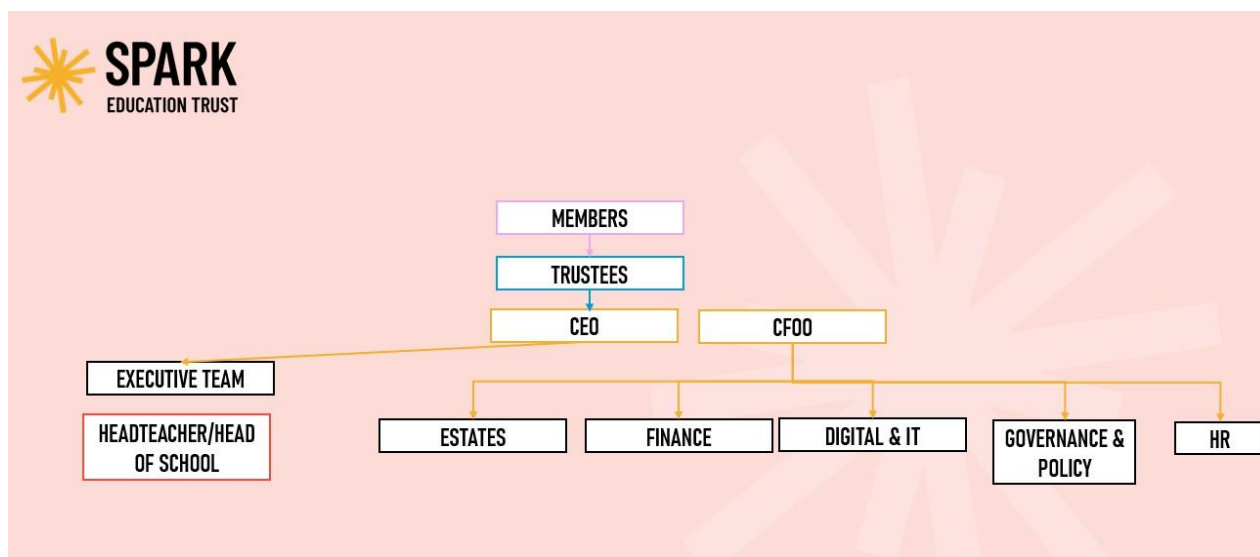 SPARK
EDUCATION TRUST
MEMBERS
TRUSTEES
CEO
CFOO
EXECUTIVE TEAM
HEADTEACHER/HEAD
OF SCHOOL
ESTATES
FINANCE
DIGITAL & IT
GOVERNANCE &
POLICY
HR